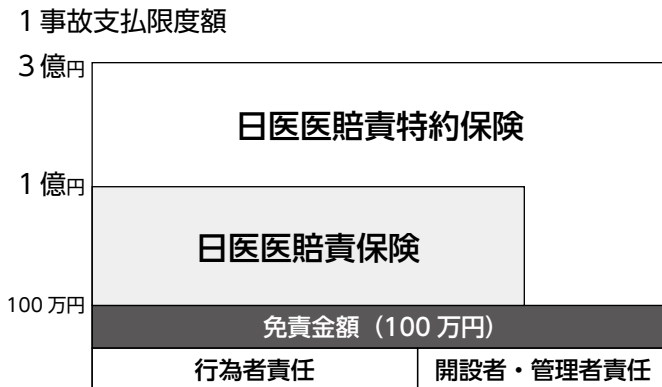 1事故支払限度額
3億円
日医医賠責特約保険
1億円
日医医賠責保険
100万円
免責金額（100万円）
行為者責任
開設者・管理者責任